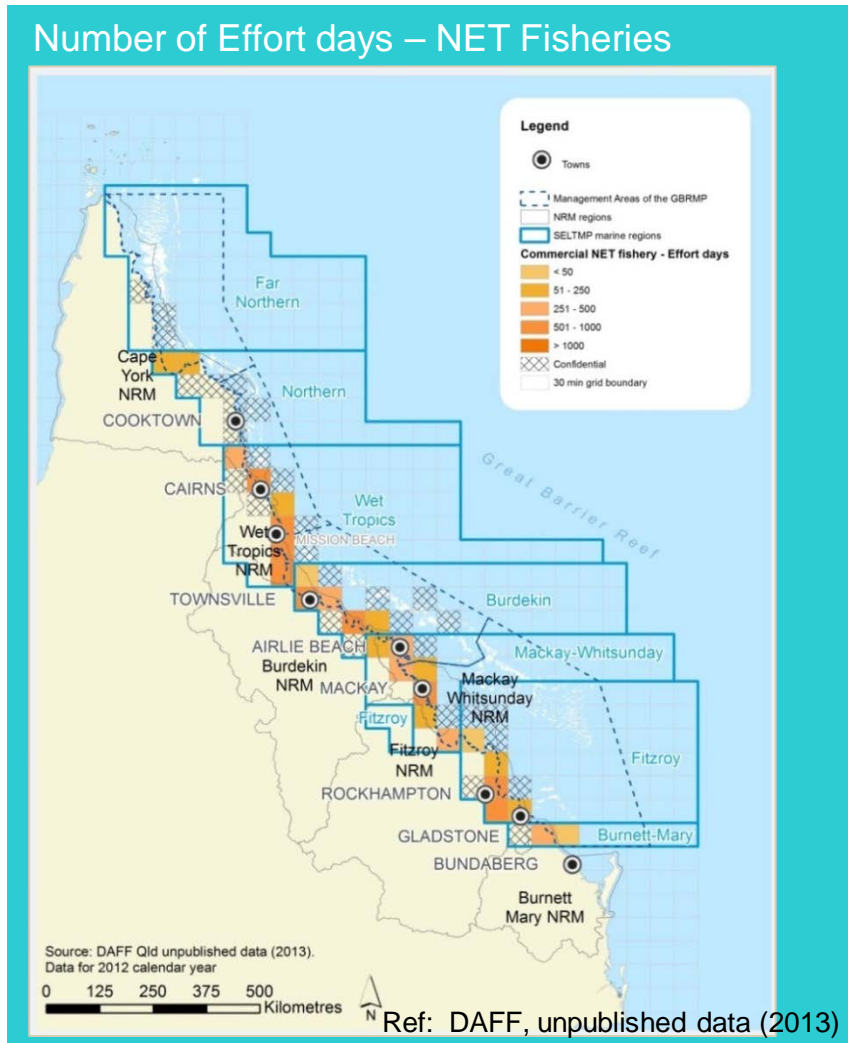 Number of Effort days – NET Fisheries
Legend
Towns
Management Areas of the GBRMP
NRM regions
SELTMP marine regions
Commercial NET fishery - Effort days
< 50
51 - 250
251 - 500
501 - 1000
> 1000
Confidential
30 min grid boundary
Far
Northern
Cape
York
NRM
Northern
COOKTOWN
Great Barrier Reef
CAIRNS
Wet
Tropics
Wet
Tropics
NRM
MISSION BEACH
TOWNSVILLE
Burdekin
AIRLIE BEACH
Mackay-Whitsunday
Burdekin
NRM
MACKAY
Mackay
Whitsunday
NRM
Fitzroy
Fitzroy
Fitzroy
NRM
ROCKHAMPTON
GLADSTONE
Burnett-Mary
BUNDABERG
Burnett
Mary NRM
Source: DAFF Qld unpublished data (2013).
Data for 2012 calendar year
0 125 250 375 500
Kilometres
N
Ref: DAFF, unpublished data (2013)